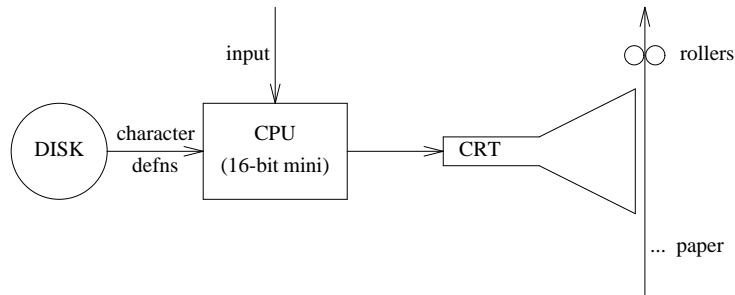 input
rollers
character
DISK
defns
CPU
(16-bit mini)
CRT
... paper